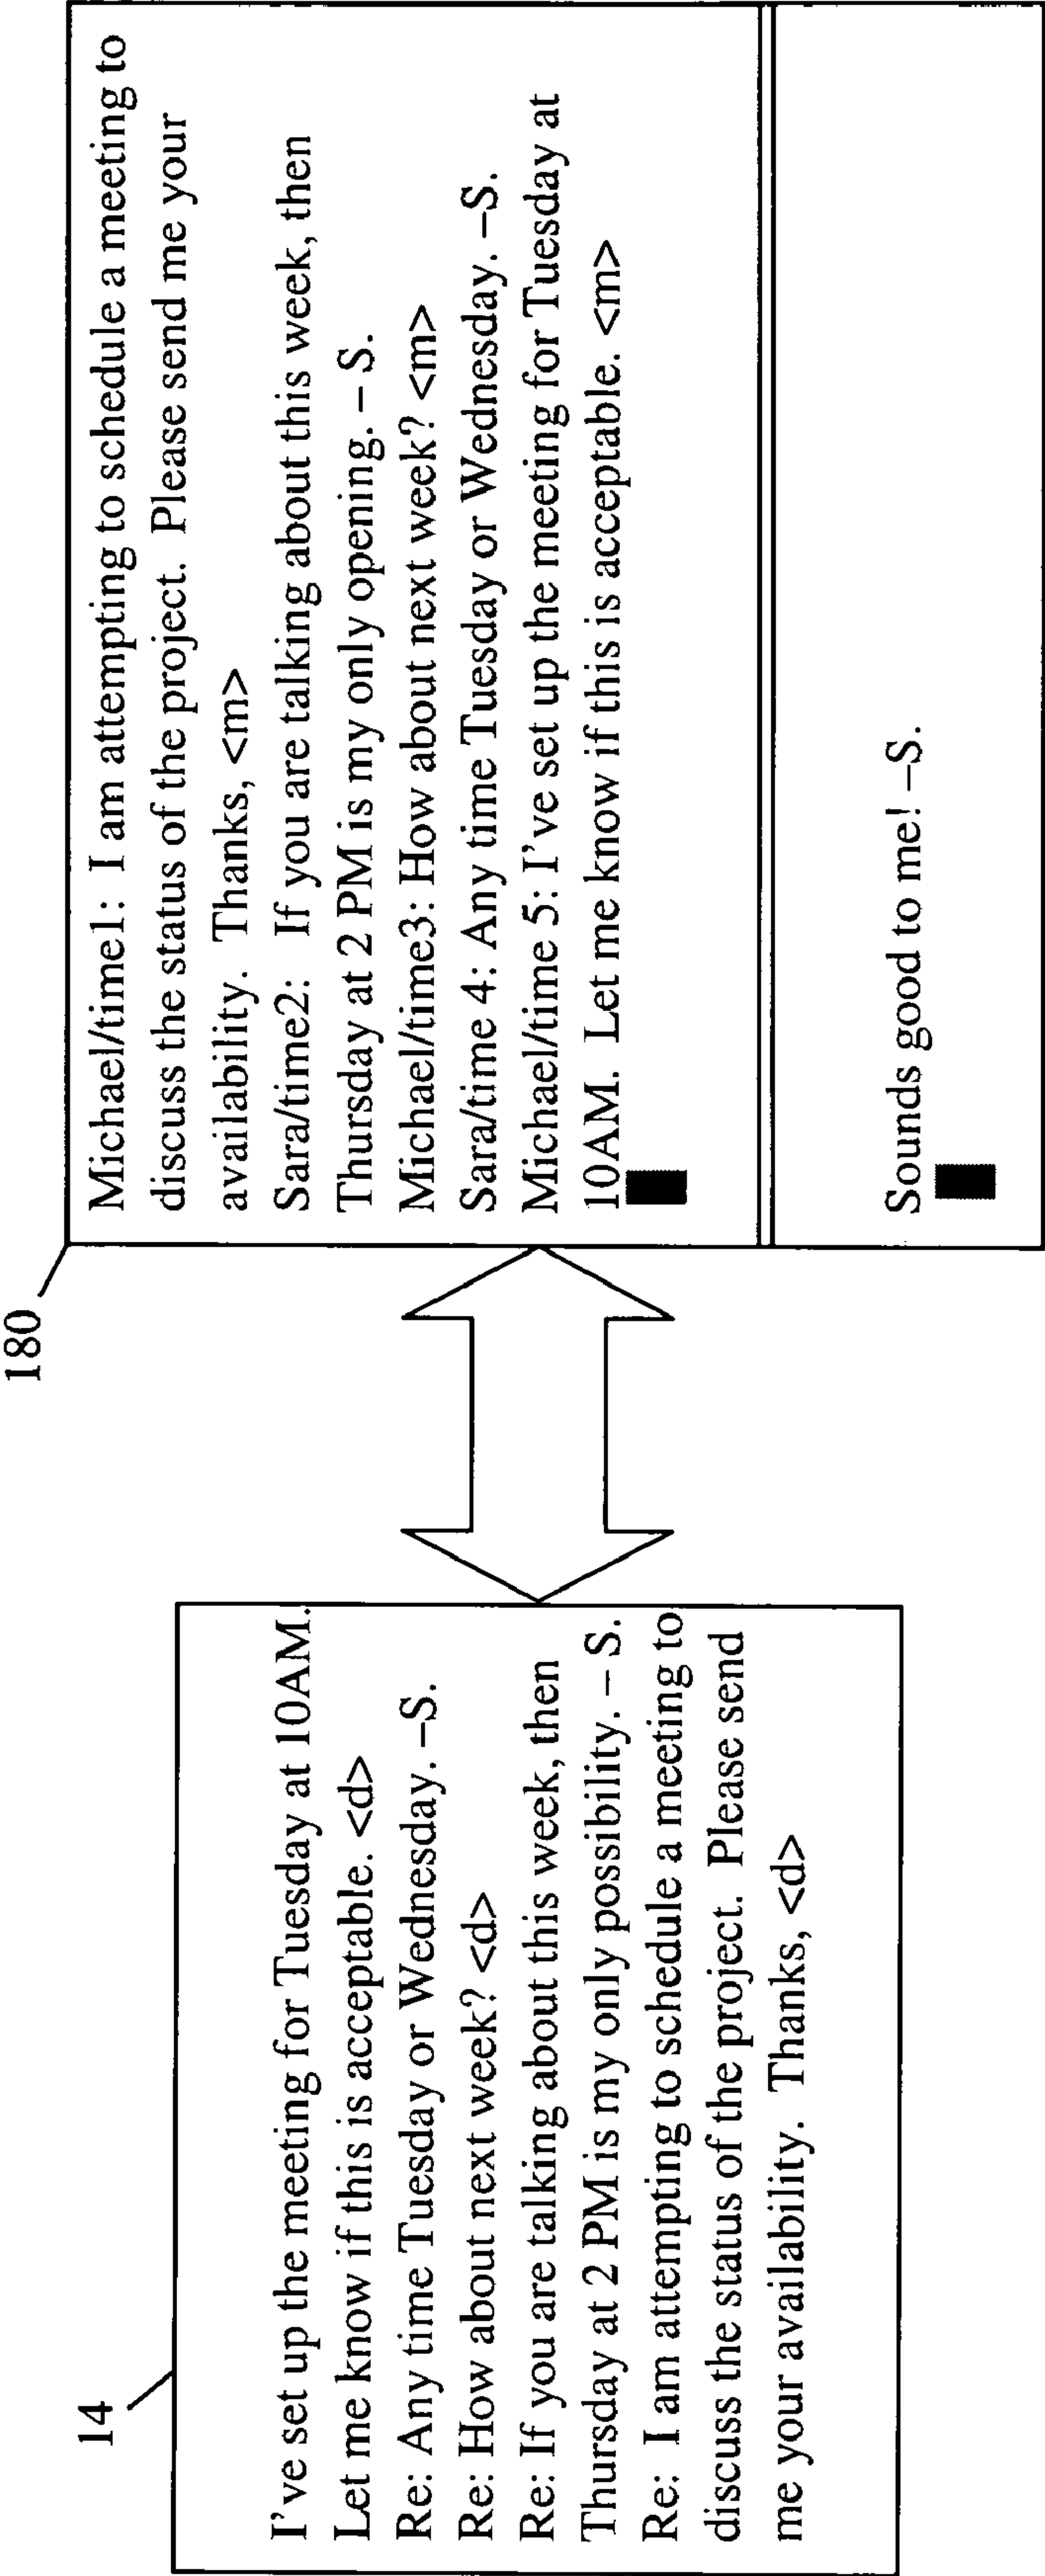 14
I've set up the meeting for Tuesday at 10AM.
Let me know if this is acceptable. <d>
Re: Any time Tuesday or Wednesday. –S.
Re: How about next week? <d>
Re: If you are talking about this week, then
Thursday at 2 PM is my only possibility. – S.
Re: I am attempting to schedule a meeting to
discuss the status of the project. Please send
me your availability. Thanks, <d>
180
Michael/time1: I am attempting to schedule a meeting to
discuss the status of the project. Please send me your
availability. Thanks, <m>
Sara/time2: If you are talking about this week, then
Thursday at 2 PM is my only opening. – S.
Michael/time3: How about next week? <m>
Sara/time 4: Any time Tuesday or Wednesday. –S.
Michael/time 5: I've set up the meeting for Tuesday at
10AM. Let me know if this is acceptable. <m>
Sounds good to me! –S.